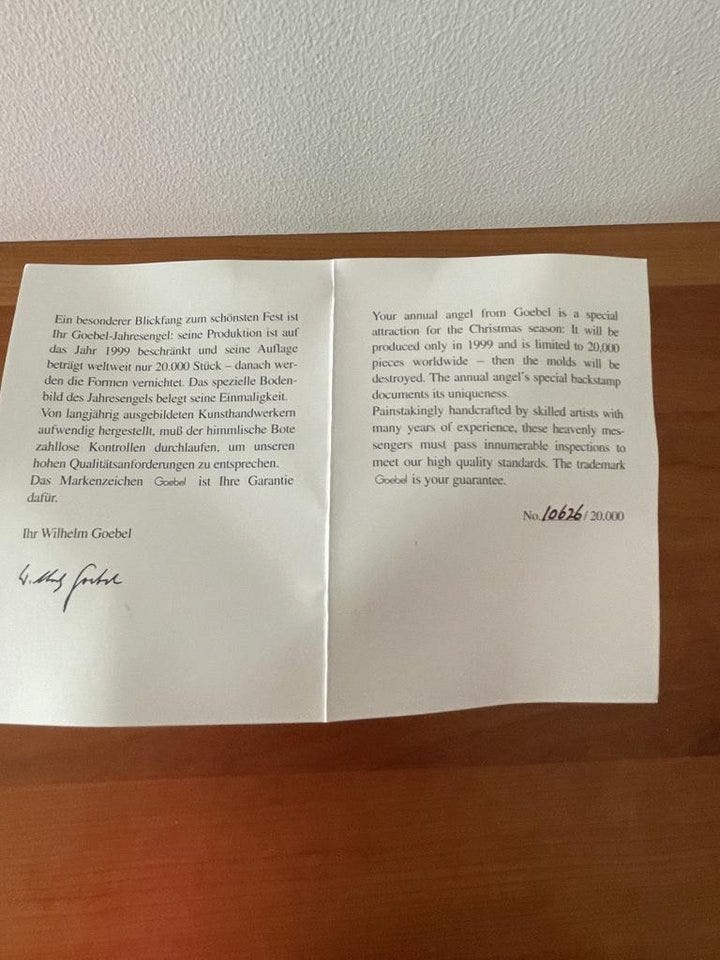 Ein besonderer Blickfang zum schönsten Fest ist
Ihr Goebel-Jahresengel: seine Produktion ist auf
das Jahr 1999 beschränkt und seine Auflage
beträgt weltweit nur 20.000 Stück – danach wer-
den die Formen vernichtet. Das spezielle Boden-
bild des Jahresengels belegt seine Einmaligkeit.
Von langjährig ausgebildeten Kunsthandwerkern
aufwendig hergestellt, muß der himmlische Bote
zahllose Kontrollen durchlaufen, um unseren
hohen Qualitätsanforderungen zu entsprechen.
Das Markenzeichen Goebel ist Ihre Garantie
dafür.
Ihr Wilhelm Goebel
W. Goebel
Your annual angel from Goebel is a special
attraction for the Christmas season: It will be
produced only in 1999 and is limited to 20,000
pieces worldwide – then the molds will be
destroyed. The annual angel's special backstamp
documents its uniqueness.
Painstakingly handcrafted by skilled artists with
many years of experience, these heavenly mes-
sengers must pass innumerable inspections to
meet our high quality standards. The trademark
Goebel is your guarantee.
No. 10626 / 20.000